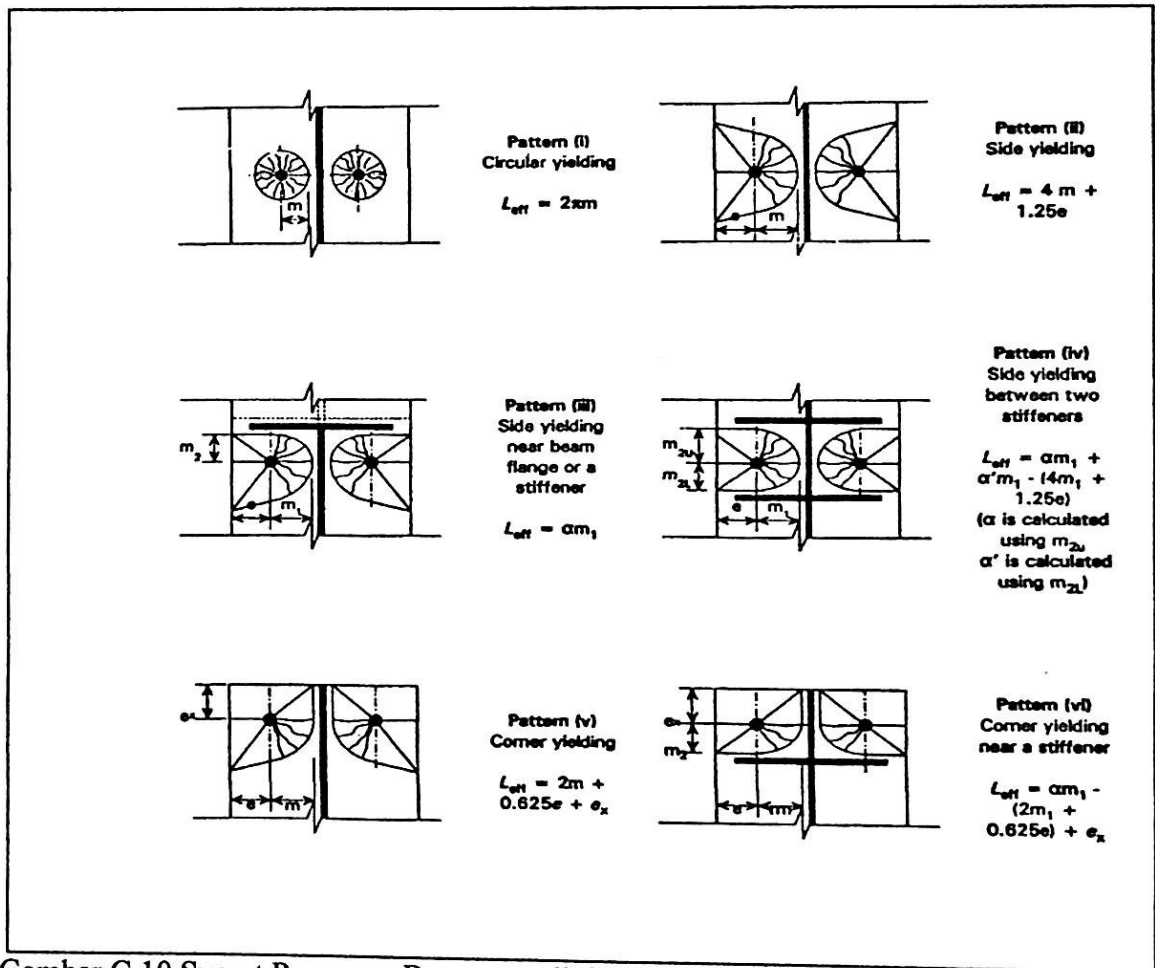 Pattern (i)
Circular yielding
L_eff = 2πm
m
Pattern (ii)
Side yielding
L_eff = 4 m +
1.25e
e
m
Pattern (iii)
Side yielding
near beam
flange or a
stiffener
L_eff = αm₁
m₂
e
m₁
Pattern (iv)
Side yielding
between two
stiffeners
L_eff = αm₁ +
α′m₁ - (4m₁ +
1.25e)
(α is calculated
using m₂ᵤ
α′ is calculated
using m₂L)
m₂ᵤ
m₂L
e
m₁
Pattern (v)
Corner yielding
L_eff = 2m +
0.625e + eₓ
e
m
Pattern (vi)
Corner yielding
near a stiffener
L_eff = αm₁ -
(2m₁ +
0.625e) + eₓ
m₂
e
Gambar C.10